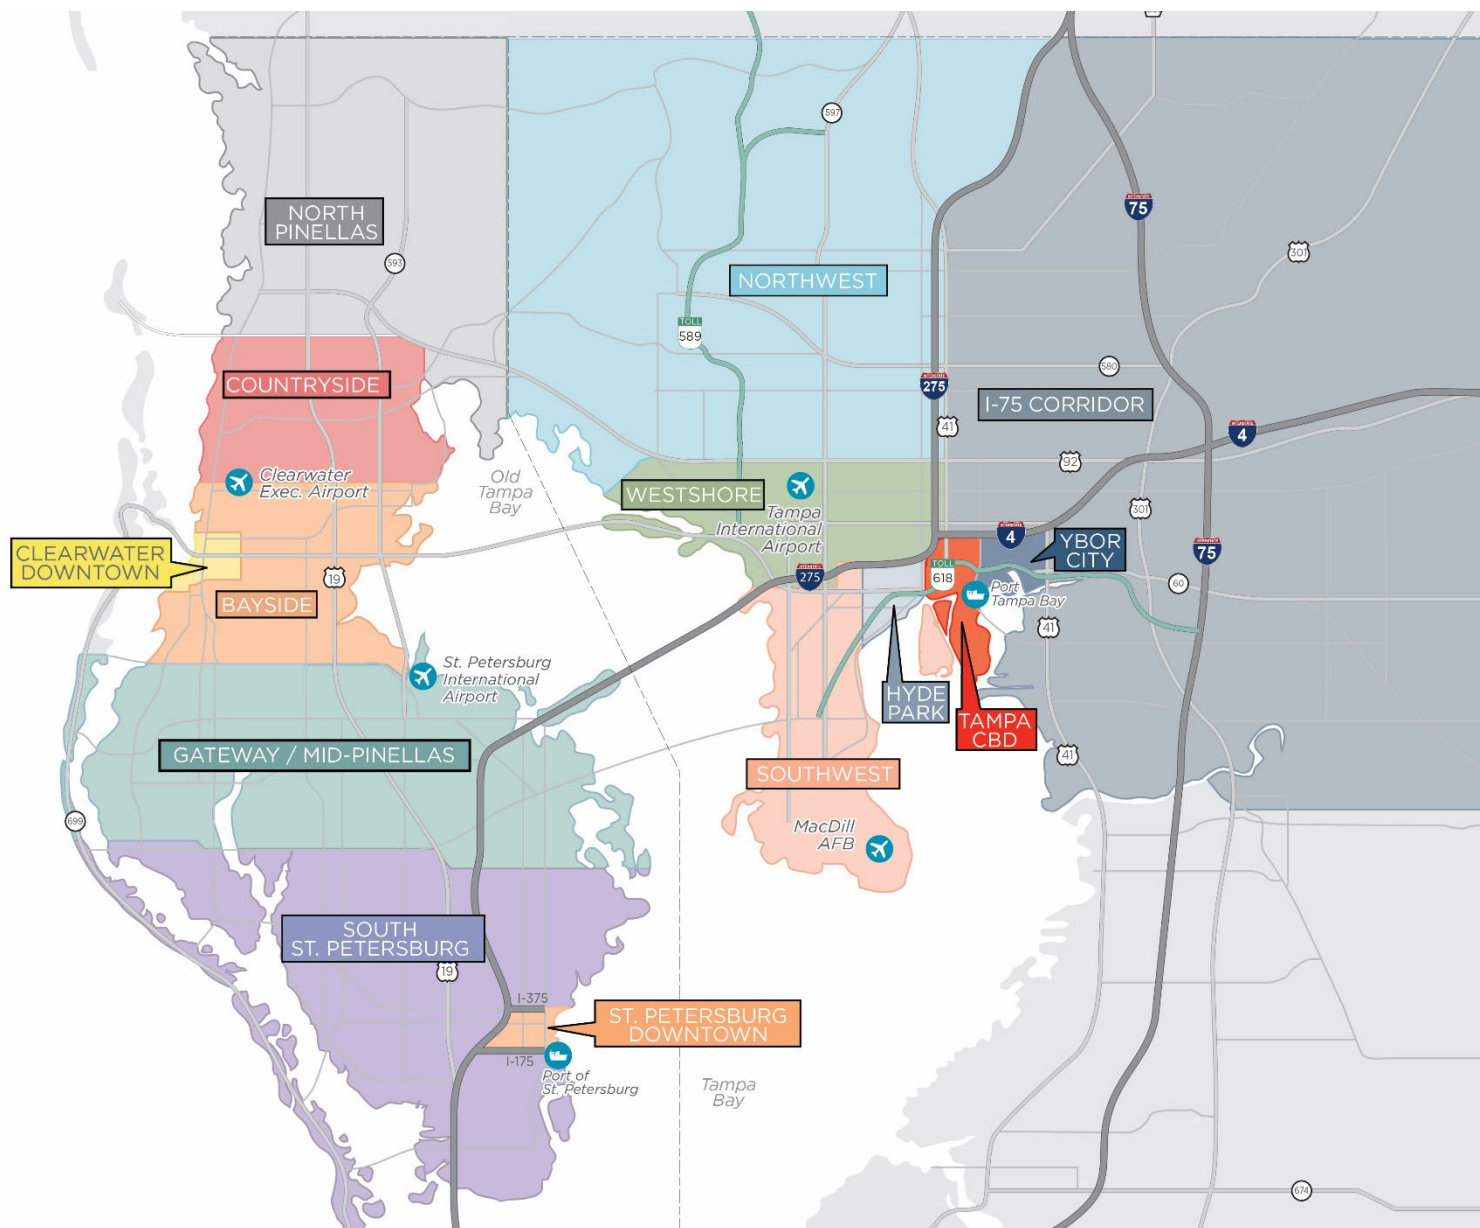 597
75
NORTH
PINELLAS
301
593
NORTHWEST
TOLL
589
580
COUNTRYSIDE
275
I-75 CORRIDOR
41
4
92
Clearwater
Exec. Airport
Old
Tampa
Bay
WESTSHORE
Tampa
International
Airport
301
CLEARWATER
DOWNTOWN
4
YBOR
CITY
75
19
275
TOLL
618
60
BAYSIDE
Port
Tampa Bay
41
St. Petersburg
International
Airport
HYDE
PARK
TAMPA
CBD
GATEWAY / MID-PINELLAS
41
SOUTHWEST
699
MacDill
AFB
SOUTH
ST. PETERSBURG
19
I-375
ST. PETERSBURG
DOWNTOWN
I-175
Port of
St. Petersburg
Tampa
Bay
674